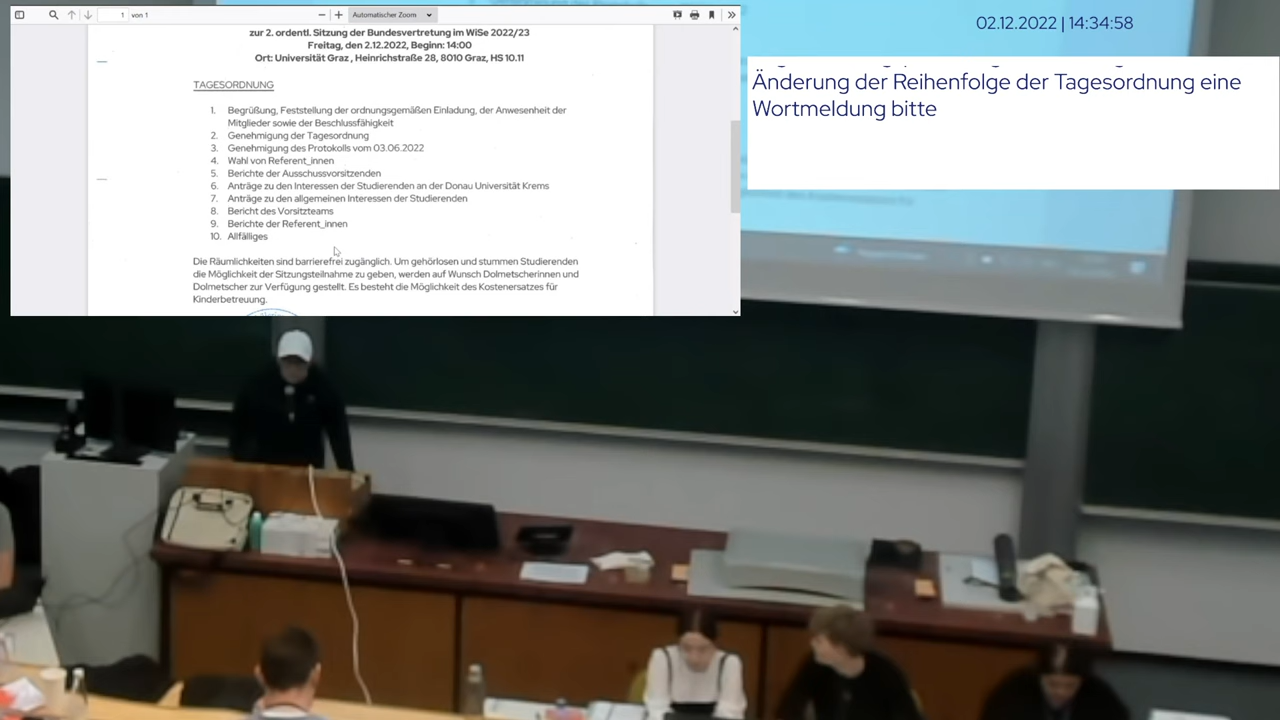 1 von 1
Automatischer Zoom
zur 2. ordentl. Sitzung der Bundesvertretung im WiSe 2022/23
Freitag, den 2.12.2022, Beginn: 14:00
Ort: Universität Graz , Heinrichstraße 28, 8010 Graz, HS 10.11
TAGESORDNUNG
1. Begrüßung, Feststellung der ordnungsgemäßen Einladung, der Anwesenheit der
Mitglieder sowie der Beschlussfähigkeit
2. Genehmigung der Tagesordnung
3. Genehmigung des Protokolls vom 03.06.2022
4. Wahl von Referent_innen
5. Berichte der Ausschussvorsitzenden
6. Anträge zu den Interessen der Studierenden an der Donau Universität Krems
7. Anträge zu den allgemeinen Interessen der Studierenden
8. Bericht des Vorsitzteams
9. Berichte der Referent_innen
10. Allfälliges
Die Räumlichkeiten sind barrierefrei zugänglich. Um gehörlosen und stummen Studierenden
die Möglichkeit der Sitzungsteilnahme zu geben, werden auf Wunsch Dolmetscherinnen und
Dolmetscher zur Verfügung gestellt. Es besteht die Möglichkeit des Kostenersatzes für
Kinderbetreuung.
02.12.2022 | 14:34:58
Änderung der Reihenfolge der Tagesordnung eine
Wortmeldung bitte